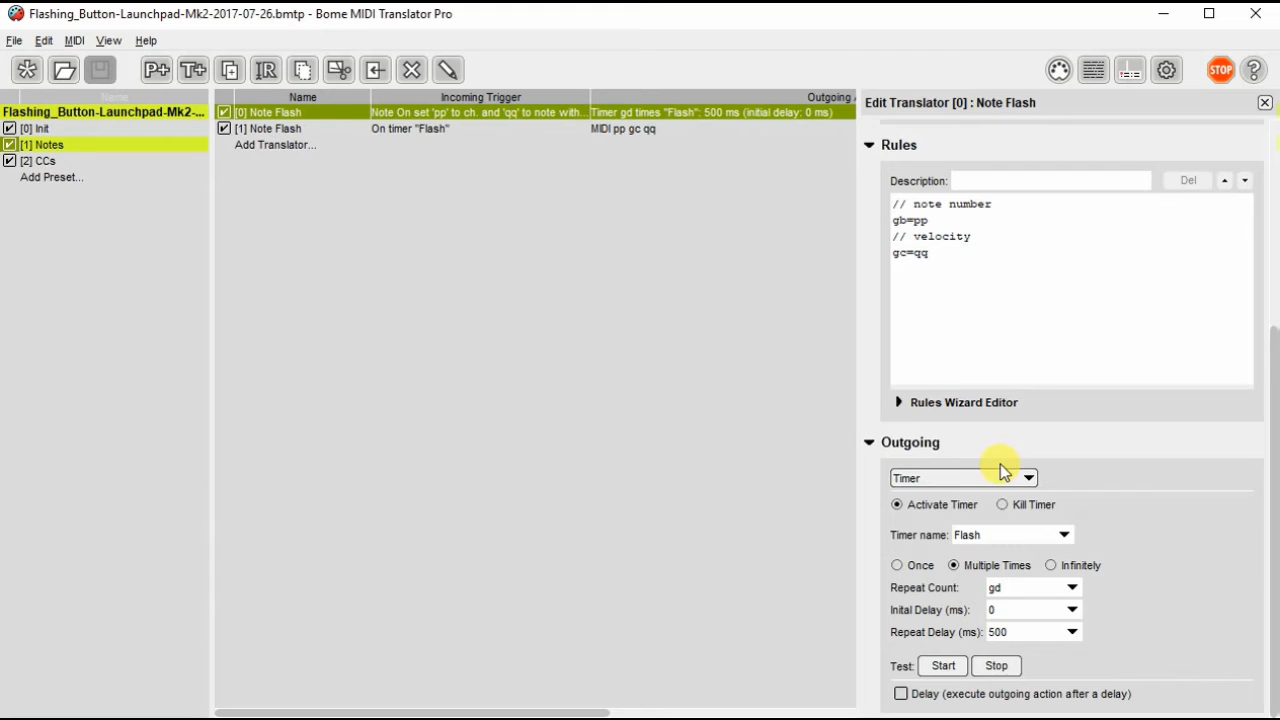 Flashing_Button-Launchpad-Mk2-2017-07-26.bmtp - Bome MIDI Translator Pro
File Edit MIDI View Help
P+ T+ IR STOP ?
Name
Flashing_Button-Launchpad-Mk2-...
[0] Init
[1] Notes
[2] CCs
Add Preset...
Name Incoming Trigger Outgoing
[0] Note Flash Note On set 'pp' to ch. and 'qq' to note with... Timer gd times "Flash": 500 ms (initial delay: 0 ms)
[1] Note Flash On timer "Flash" MIDI pp gc qq
Add Translator...
Edit Translator [0] : Note Flash
Rules
Description: Del
// note number
gb=pp
// velocity
gc=qq
Rules Wizard Editor
Outgoing
Timer
Activate Timer Kill Timer
Timer name: Flash
Once Multiple Times Infinitely
Repeat Count: gd
Inital Delay (ms): 0
Repeat Delay (ms): 500
Test: Start Stop
Delay (execute outgoing action after a delay)